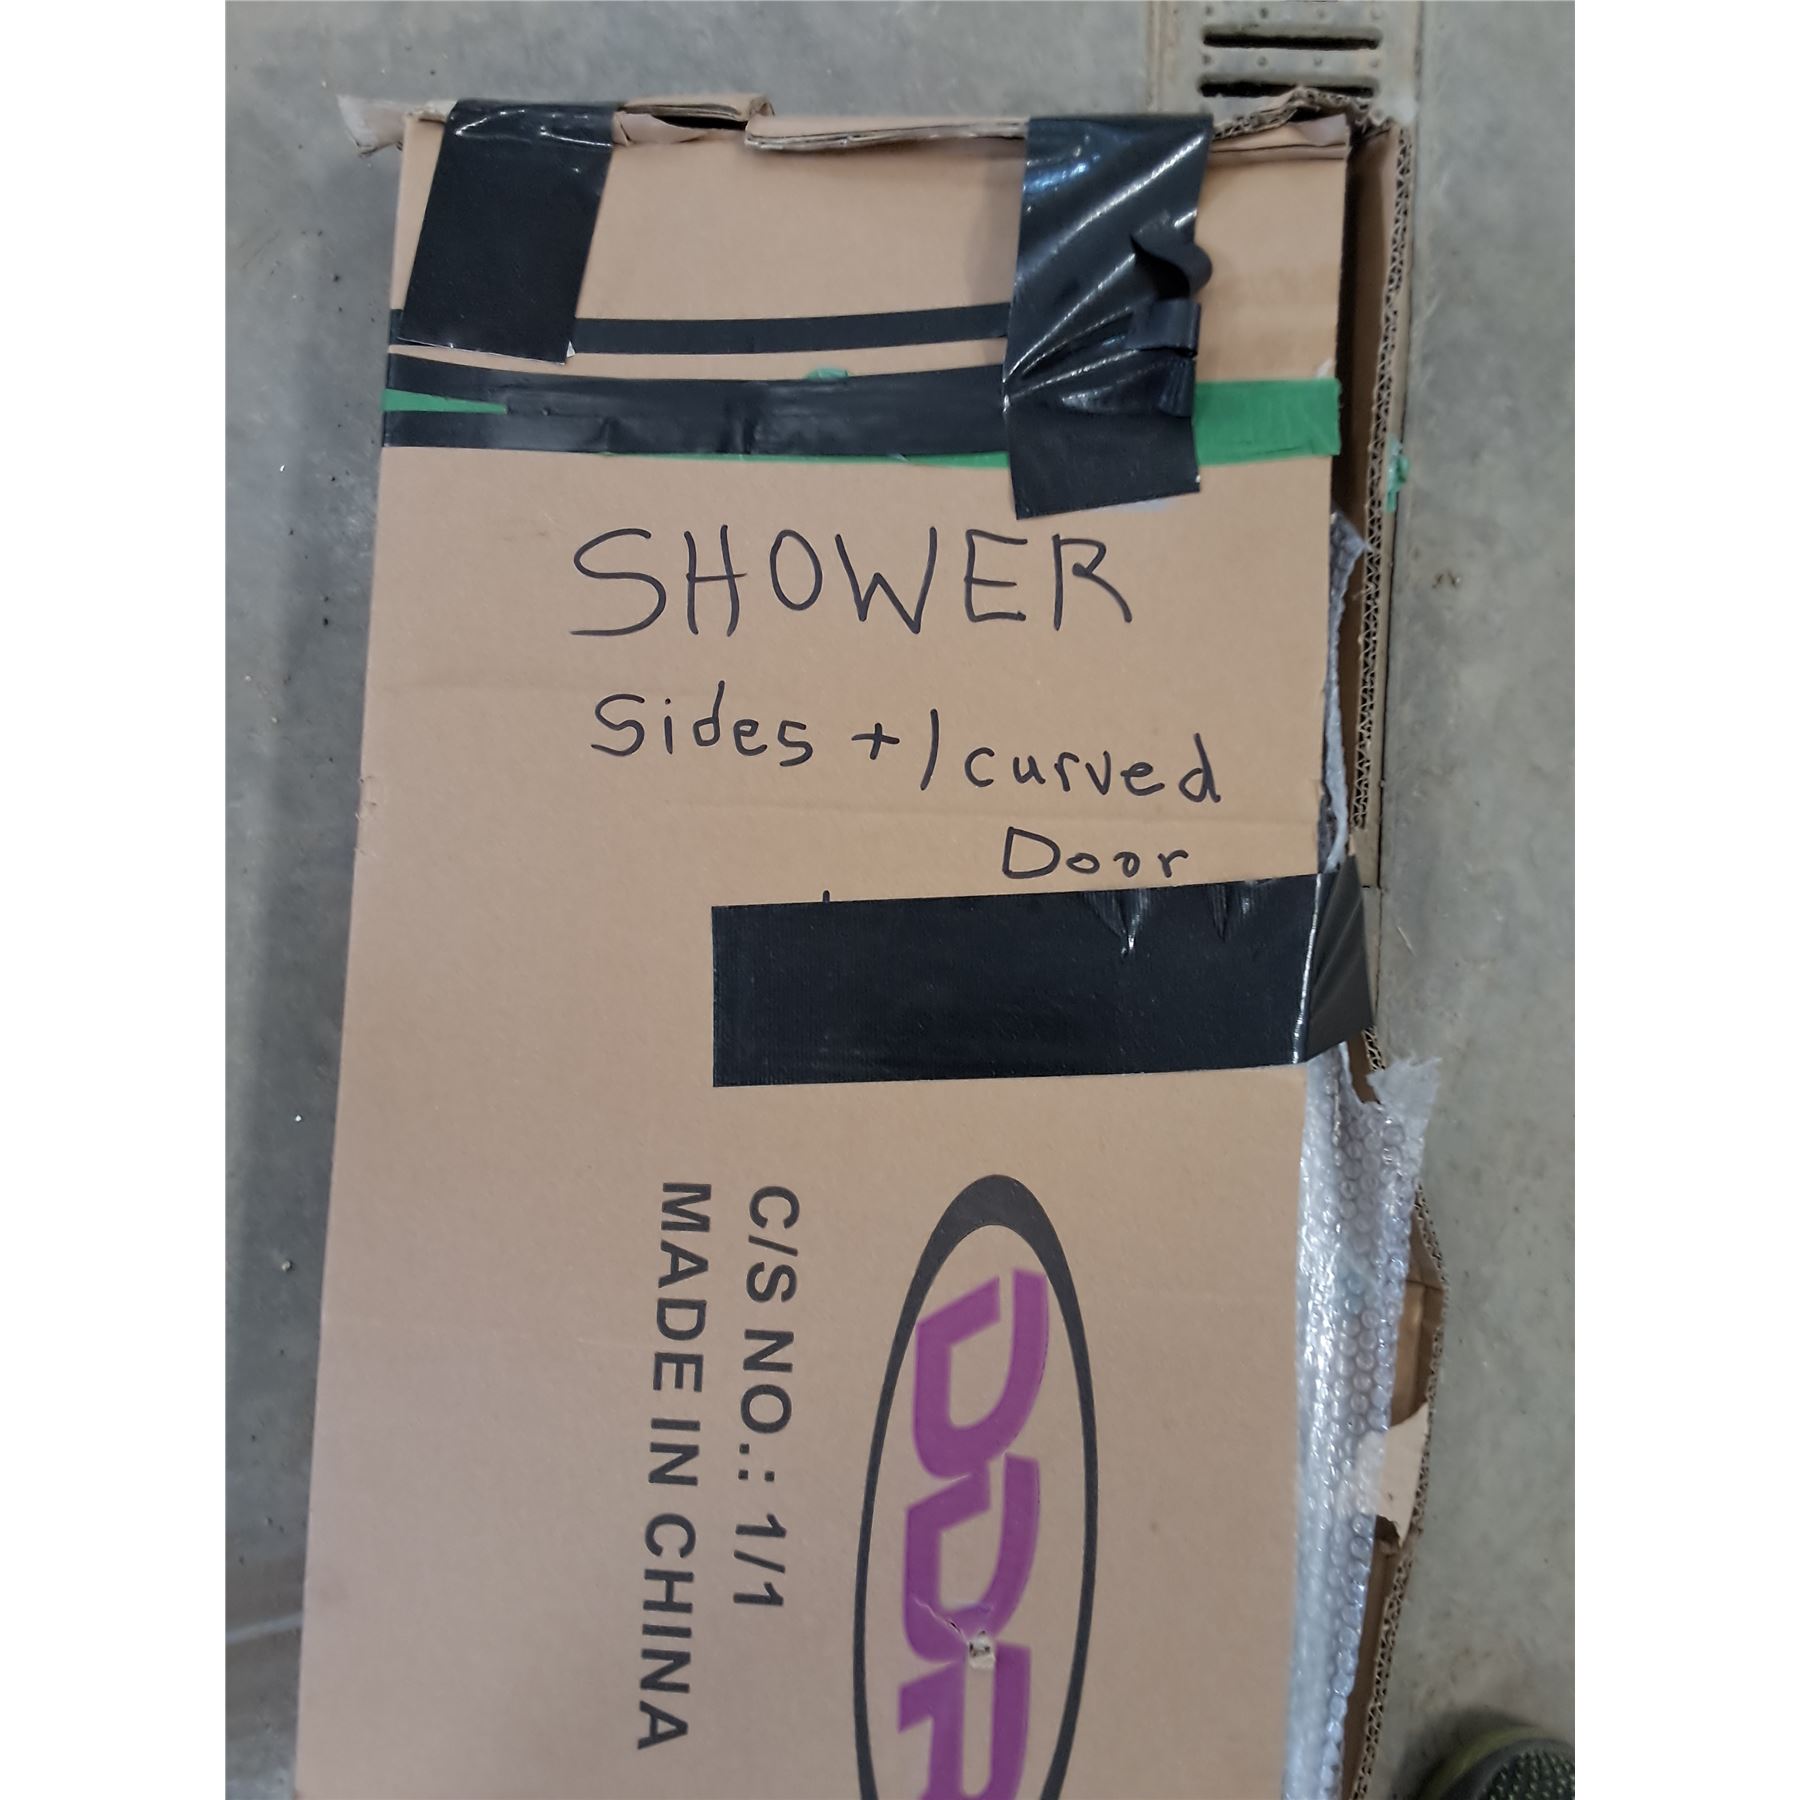 SHOWER
Sides + 1 curved
Door
C/S NO.: 1/1
MADE IN CHINA